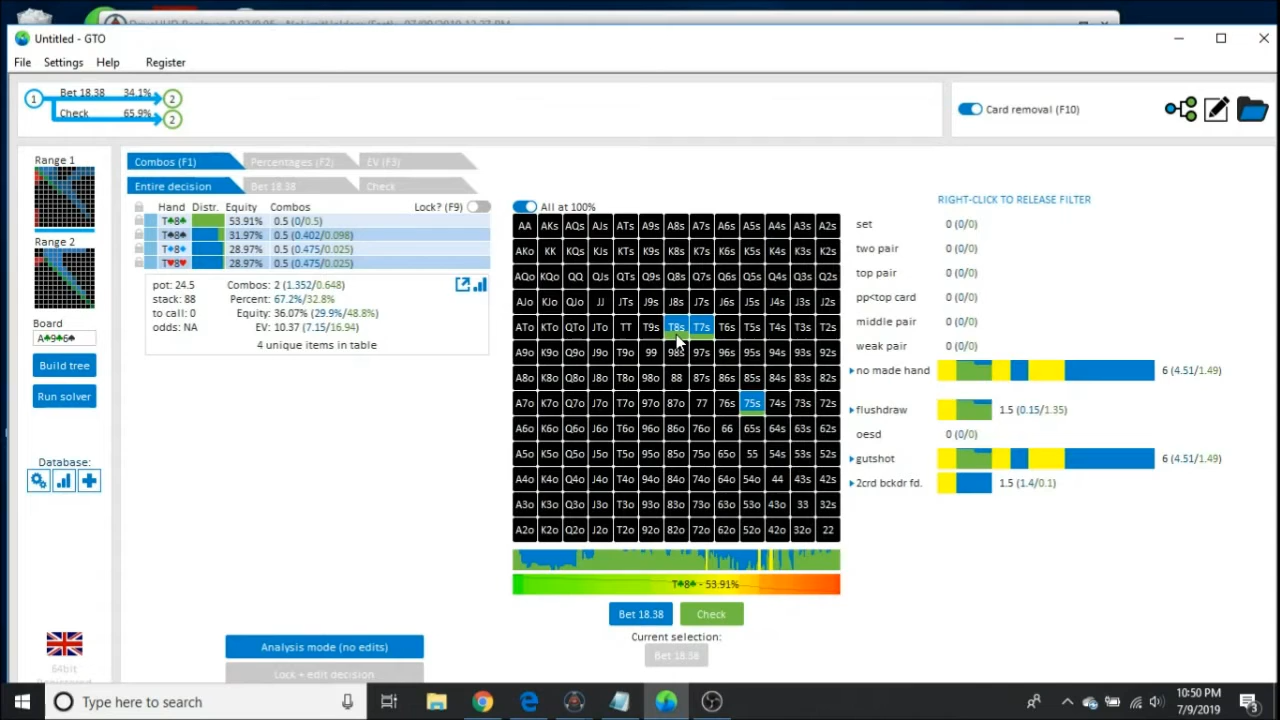 Untitled - GTO
File Settings Help Register
1 Bet 18.38 34.1% 2
Check 65.9% 2
Card removal (F10)
Range 1
Range 2
Board
A♣9♣6♠
Build tree
Run solver
Database:
64bit
Combos (F1) Percentages (F2) EV (F3)
Entire decision Bet 18.38 Check
Hand Distr. Equity Combos Lock? (F9)
T♣8♣ 53.91% 0.5 (0/0.5)
T♠8♠ 31.97% 0.5 (0.402/0.098)
T♦8♦ 28.97% 0.5 (0.475/0.025)
T♥8♥ 28.97% 0.5 (0.475/0.025)
pot: 24.5 Combos: 2 (1.352/0.648)
stack: 88 Percent: 67.2%/32.8%
to call: 0 Equity: 36.07% (29.9%/48.8%)
odds: NA EV: 10.37 (7.15/16.94)
4 unique items in table
All at 100%
AA AKs AQs AJs ATs A9s A8s A7s A6s A5s A4s A3s A2s
AKo KK KQs KJs KTs K9s K8s K7s K6s K5s K4s K3s K2s
AQo KQo QQ QJs QTs Q9s Q8s Q7s Q6s Q5s Q4s Q3s Q2s
AJo KJo QJo JJ JTs J9s J8s J7s J6s J5s J4s J3s J2s
ATo KTo QTo JTo TT T9s T8s T7s T6s T5s T4s T3s T2s
A9o K9o Q9o J9o T9o 99 98s 97s 96s 95s 94s 93s 92s
A8o K8o Q8o J8o T8o 98o 88 87s 86s 85s 84s 83s 82s
A7o K7o Q7o J7o T7o 97o 87o 77 76s 75s 74s 73s 72s
A6o K6o Q6o J6o T6o 96o 86o 76o 66 65s 64s 63s 62s
A5o K5o Q5o J5o T5o 95o 85o 75o 65o 55 54s 53s 52s
A4o K4o Q4o J4o T4o 94o 84o 74o 64o 54o 44 43s 42s
A3o K3o Q3o J3o T3o 93o 83o 73o 63o 53o 43o 33 32s
A2o K2o Q2o J2o T2o 92o 82o 72o 62o 52o 42o 32o 22
T♣8♣ - 53.91%
Bet 18.38 Check
Current selection:
Bet 18.38
Analysis mode (no edits)
Lock + edit decision
RIGHT-CLICK TO RELEASE FILTER
set 0 (0/0)
two pair 0 (0/0)
top pair 0 (0/0)
pp<top card 0 (0/0)
middle pair 0 (0/0)
weak pair 0 (0/0)
no made hand 6 (4.51/1.49)
flushdraw 1.5 (0.15/1.35)
oesd 0 (0/0)
gutshot 6 (4.51/1.49)
2crd bckdr fd. 1.5 (1.4/0.1)
Type here to search
10:50 PM
7/9/2019
3